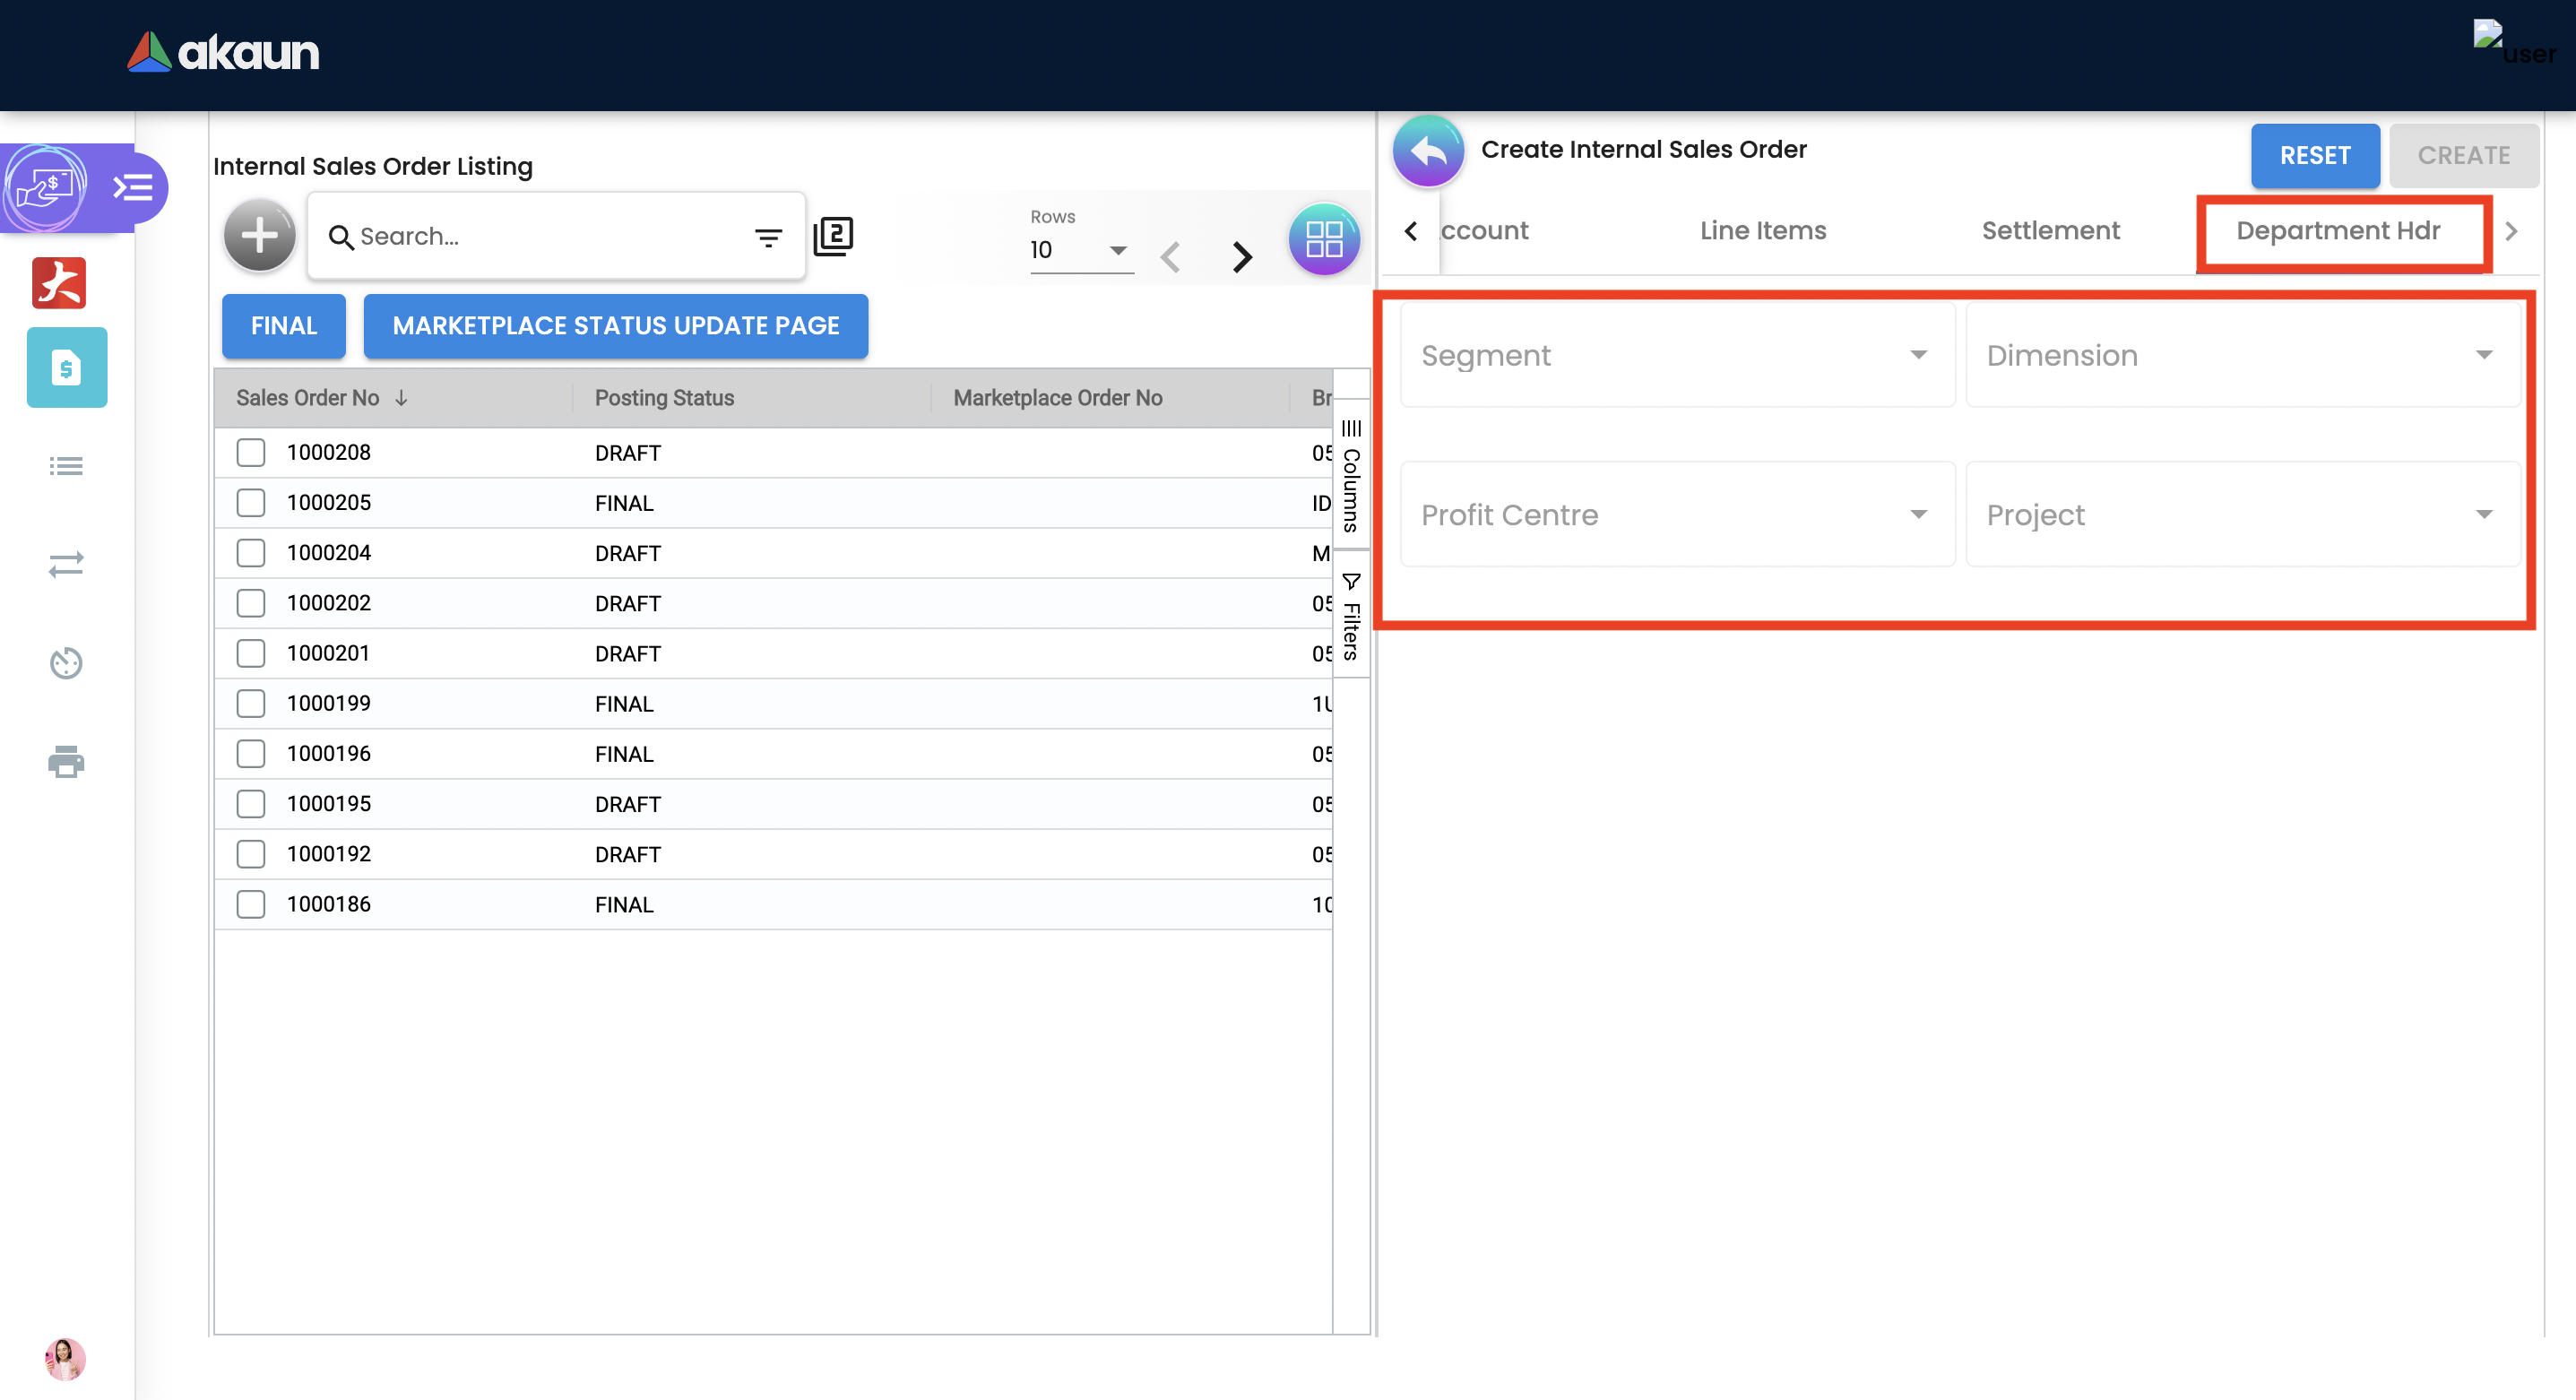 akaun
user
Internal Sales Order Listing
Search...
2
Rows
10
FINAL
MARKETPLACE STATUS UPDATE PAGE
Sales Order No
Posting Status
Marketplace Order No
Br
1000208 DRAFT 05
1000205 FINAL ID
1000204 DRAFT M
1000202 DRAFT 05
1000201 DRAFT 05
1000199 FINAL 1U
1000196 FINAL 05
1000195 DRAFT 05
1000192 DRAFT 05
1000186 FINAL 10
Columns
Filters
Create Internal Sales Order
RESET
CREATE
ccount
Line Items
Settlement
Department Hdr
Segment
Dimension
Profit Centre
Project